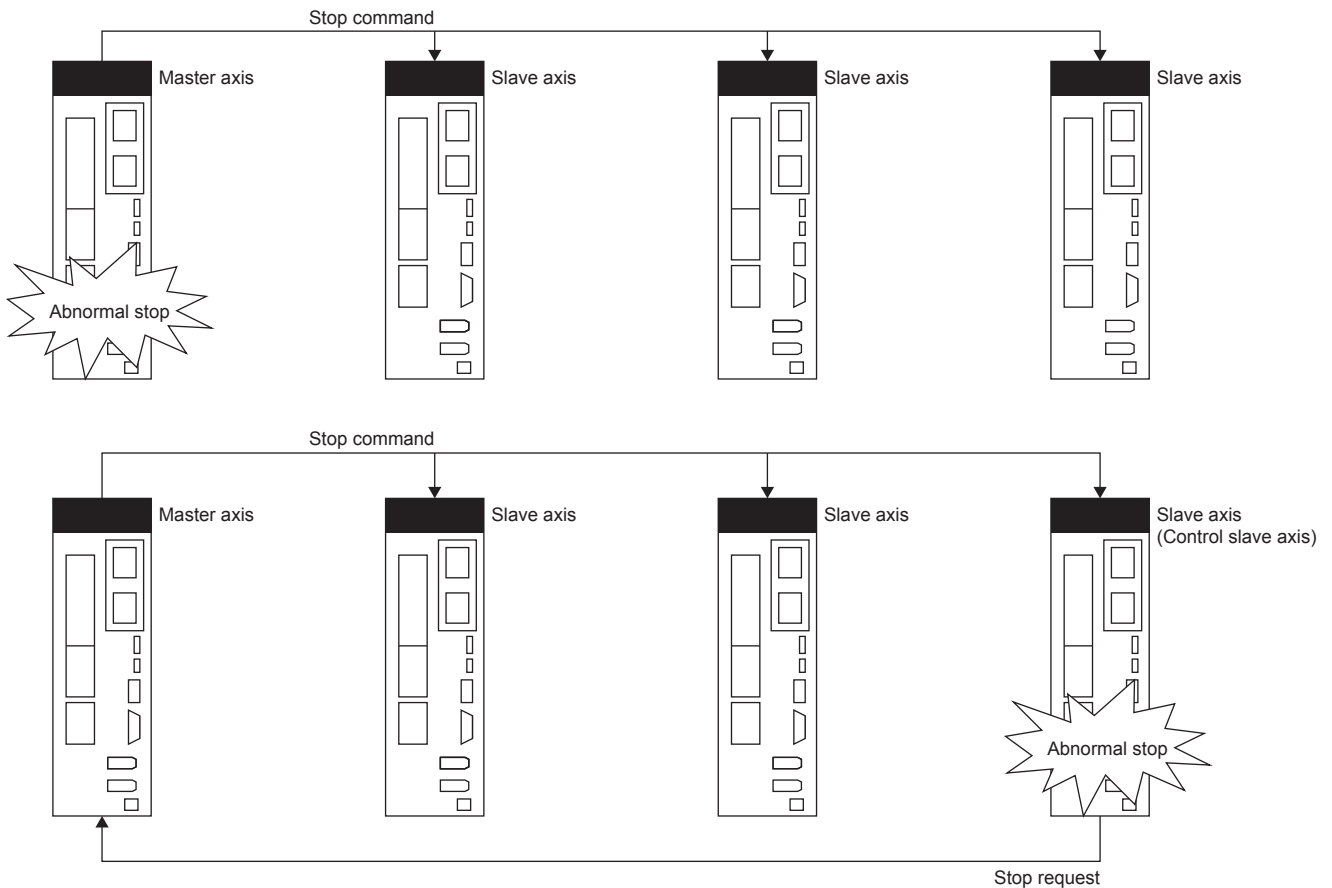 Stop command
Master axis
Slave axis
Slave axis
Slave axis
Abnormal stop
Stop command
Master axis
Slave axis
Slave axis
Slave axis
(Control slave axis)
Abnormal stop
Stop request